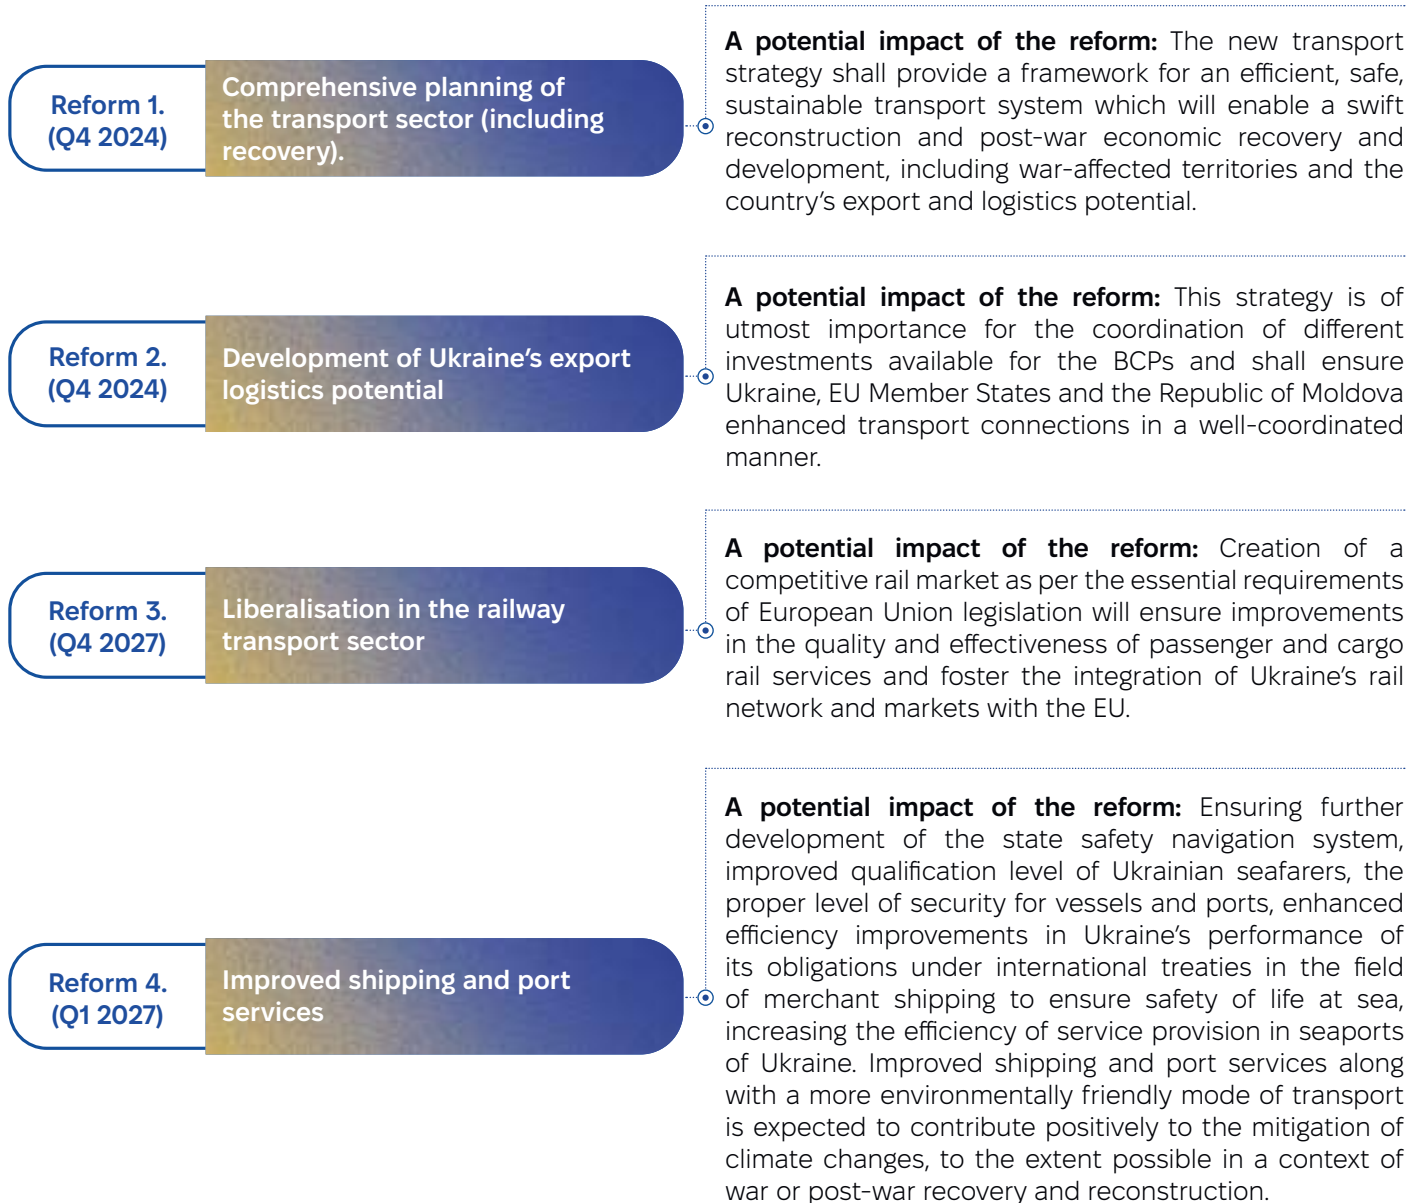 Reform 1.
(Q4 2024)
Comprehensive planning of
the transport sector (including
recovery).
A potential impact of the reform: The new transport
strategy shall provide a framework for an efficient, safe,
sustainable transport system which will enable a swift
reconstruction and post-war economic recovery and
development, including war-affected territories and the
country’s export and logistics potential.
Reform 2.
(Q4 2024)
Development of Ukraine’s export
logistics potential
A potential impact of the reform: This strategy is of
utmost importance for the coordination of different
investments available for the BCPs and shall ensure
Ukraine, EU Member States and the Republic of Moldova
enhanced transport connections in a well-coordinated
manner.
Reform 3.
(Q4 2027)
Liberalisation in the railway
transport sector
A potential impact of the reform: Creation of a
competitive rail market as per the essential requirements
of European Union legislation will ensure improvements
in the quality and effectiveness of passenger and cargo
rail services and foster the integration of Ukraine’s rail
network and markets with the EU.
Reform 4.
(Q1 2027)
Improved shipping and port
services
A potential impact of the reform: Ensuring further
development of the state safety navigation system,
improved qualification level of Ukrainian seafarers, the
proper level of security for vessels and ports, enhanced
efficiency improvements in Ukraine’s performance of
its obligations under international treaties in the field
of merchant shipping to ensure safety of life at sea,
increasing the efficiency of service provision in seaports
of Ukraine. Improved shipping and port services along
with a more environmentally friendly mode of transport
is expected to contribute positively to the mitigation of
climate changes, to the extent possible in a context of
war or post-war recovery and reconstruction.